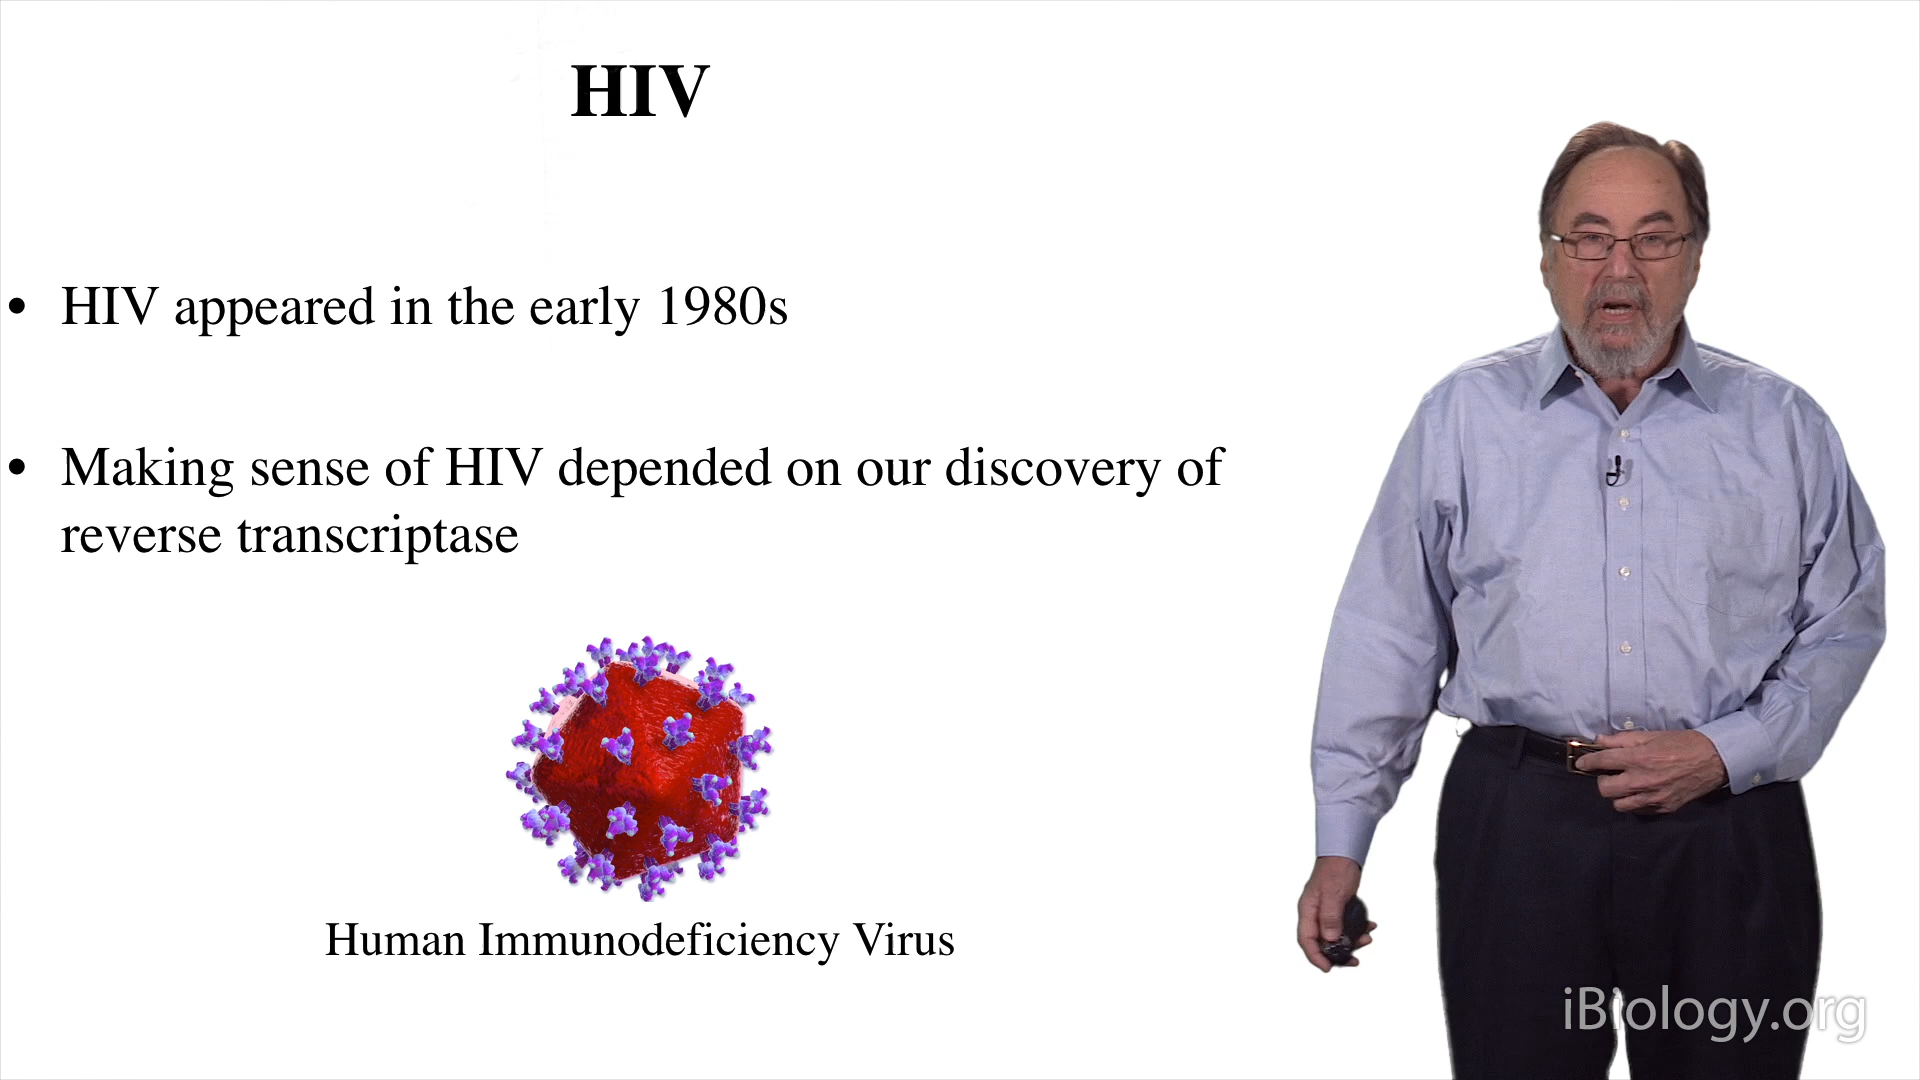 HIV
• HIV appeared in the early 1980s
• Making sense of HIV depended on our discovery of
reverse transcriptase
Human Immunodeficiency Virus
iBiology.org